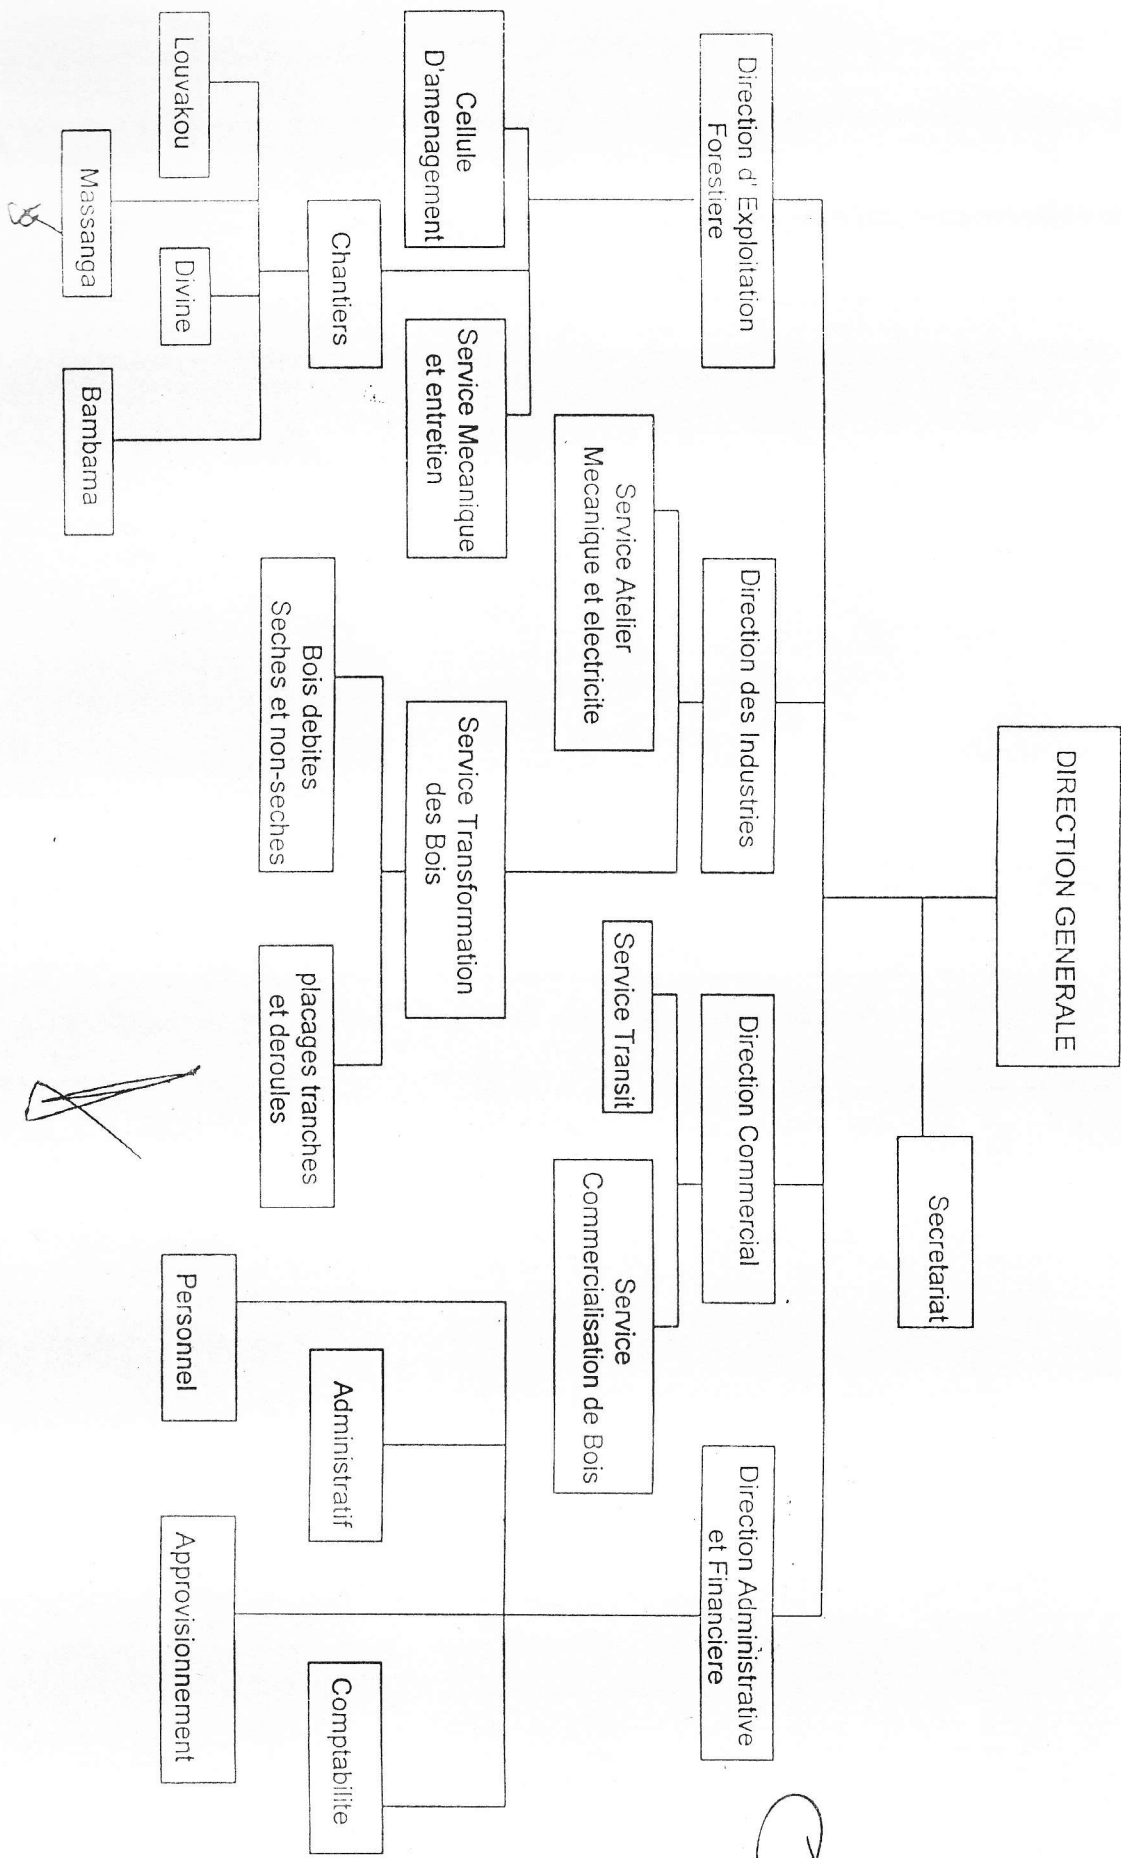 DIRECTION GENERALE
Secretariat
Direction d' Exploitation
Forestiere
Direction des Industries
Direction Commercial
Direction Administrative
et Financiere
Service Atelier
Mecanique et electricite
Service Transit
Service
Commercialisation de Bois
Cellule
D'amenagement
Service Mecanique
et entretien
Service Transformation
des Bois
Chantiers
Administratif
Comptabilite
Bois debites
Seches et non-seches
placages tranches
et deroules
Louvakou
Divine
Personnel
Approvisionnement
Massanga
Bambama